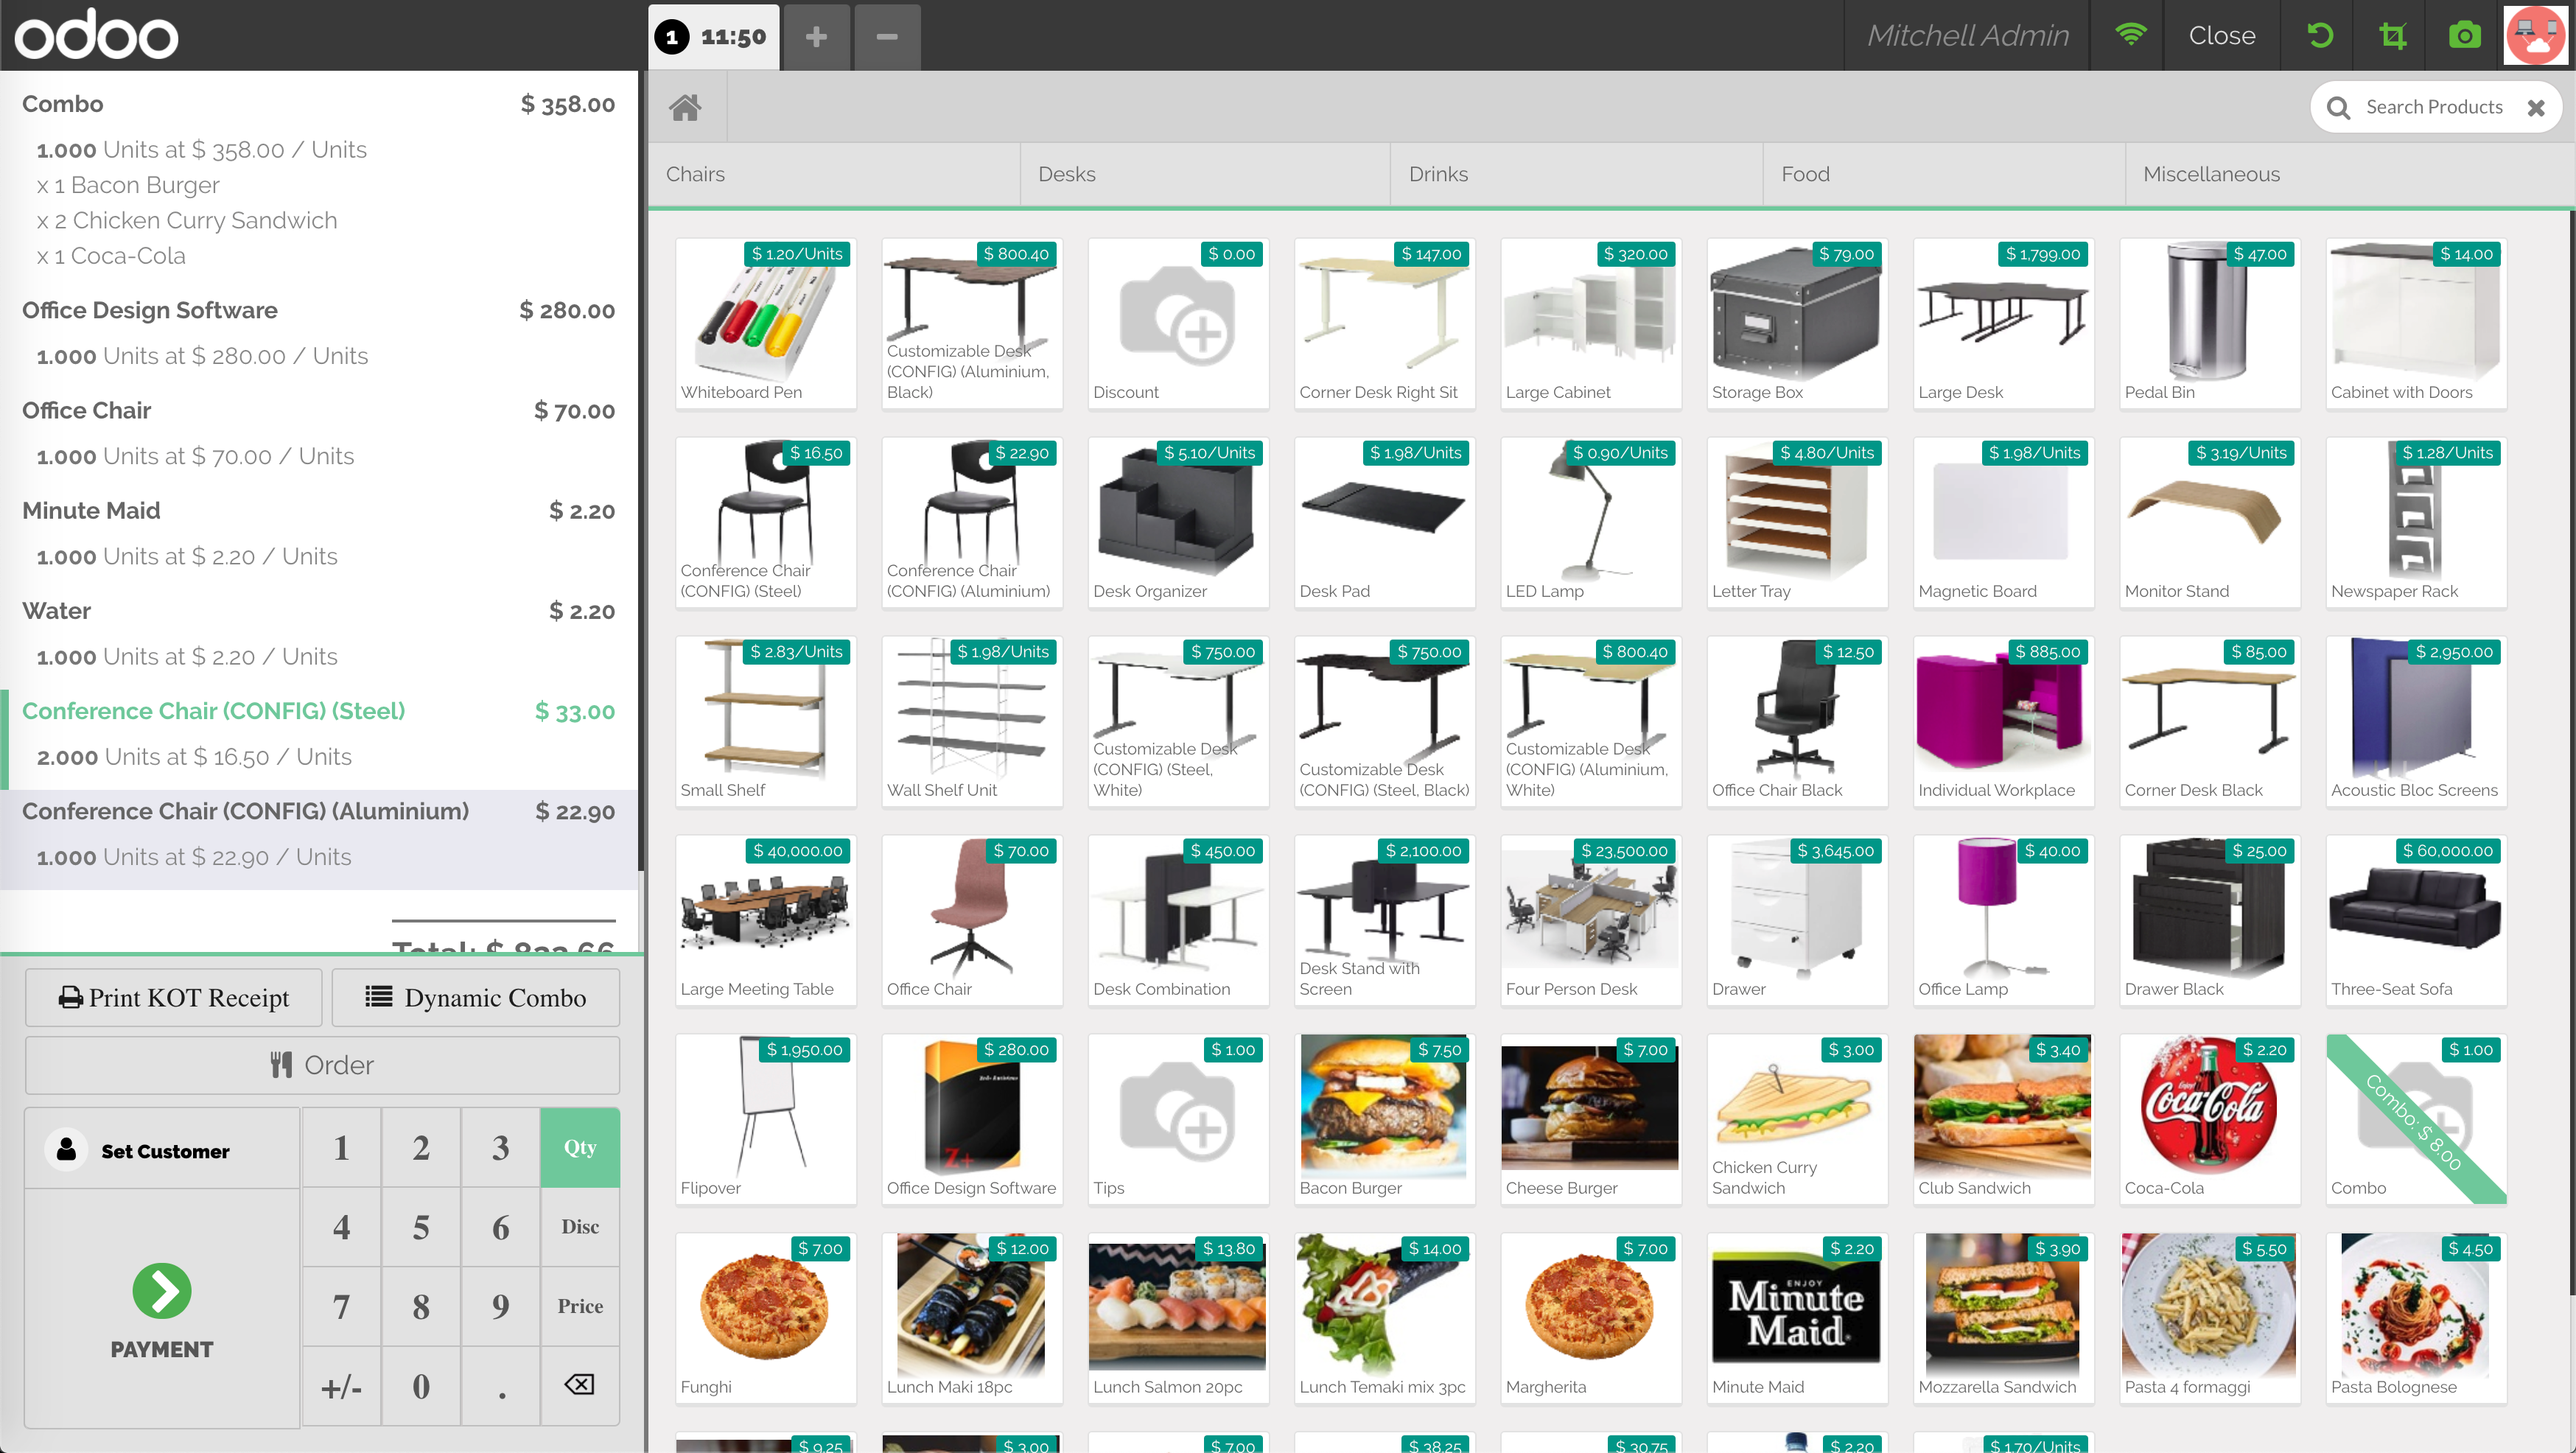 odoo
1 11:50
Mitchell Admin
Close
Combo $ 358.00
1.000 Units at $ 358.00 / Units
x 1 Bacon Burger
x 2 Chicken Curry Sandwich
x 1 Coca-Cola
Office Design Software $ 280.00
1.000 Units at $ 280.00 / Units
Office Chair $ 70.00
1.000 Units at $ 70.00 / Units
Minute Maid $ 2.20
1.000 Units at $ 2.20 / Units
Water $ 2.20
1.000 Units at $ 2.20 / Units
Conference Chair (CONFIG) (Steel) $ 33.00
2.000 Units at $ 16.50 / Units
Conference Chair (CONFIG) (Aluminium) $ 22.90
1.000 Units at $ 22.90 / Units
Total: $
Print KOT Receipt
Dynamic Combo
Order
Set Customer
PAYMENT
1 2 3 Qty
4 5 6 Disc
7 8 9 Price
+/- 0 .
Search Products
Chairs Desks Drinks Food Miscellaneous
$ 1.20/Units
Whiteboard Pen
$ 800.40
Customizable Desk
(CONFIG) (Aluminium,
Black)
$ 0.00
Discount
$ 147.00
Corner Desk Right Sit
$ 320.00
Large Cabinet
$ 79.00
Storage Box
$ 1,799.00
Large Desk
$ 47.00
Pedal Bin
$ 14.00
Cabinet with Doors
$ 16.50
Conference Chair
(CONFIG) (Steel)
$ 22.90
Conference Chair
(CONFIG) (Aluminium)
$ 5.10/Units
Desk Organizer
$ 1.98/Units
Desk Pad
$ 0.90/Units
LED Lamp
$ 4.80/Units
Letter Tray
$ 1.98/Units
Magnetic Board
$ 3.19/Units
Monitor Stand
$ 1.28/Units
Newspaper Rack
$ 2.83/Units
Small Shelf
$ 1.98/Units
Wall Shelf Unit
$ 750.00
Customizable Desk
(CONFIG) (Steel,
White)
$ 750.00
Customizable Desk
(CONFIG) (Steel, Black)
$ 800.40
Customizable Desk
(CONFIG) (Aluminium,
White)
$ 12.50
Office Chair Black
$ 885.00
Individual Workplace
$ 85.00
Corner Desk Black
$ 2,950.00
Acoustic Bloc Screens
$ 40,000.00
Large Meeting Table
$ 70.00
Office Chair
$ 450.00
Desk Combination
$ 2,100.00
Desk Stand with
Screen
$ 23,500.00
Four Person Desk
$ 3,645.00
Drawer
$ 40.00
Office Lamp
$ 25.00
Drawer Black
$ 60,000.00
Three-Seat Sofa
$ 1,950.00
Flipover
$ 280.00
Z+
Office Design Software
$ 1.00
Tips
$ 7.50
Bacon Burger
$ 7.00
Cheese Burger
$ 3.00
Chicken Curry
Sandwich
$ 3.40
Club Sandwich
$ 2.20
Enjoy
Coca-Cola
Coca-Cola
$ 1.00
Combo: $ 8.00
Combo
$ 7.00
Funghi
$ 12.00
Lunch Maki 18pc
$ 13.80
Lunch Salmon 20pc
$ 14.00
Lunch Temaki mix 3pc
$ 7.00
Margherita
$ 2.20
ENJOY
Minute
Maid
Minute Maid
$ 3.90
Mozzarella Sandwich
$ 5.50
Pasta 4 formaggi
$ 4.50
Pasta Bolognese
$ 9.25
$ 3.00
$ 7.00
$ 38.25
$ 30.75
$ 2.20
$ 1.70/Units